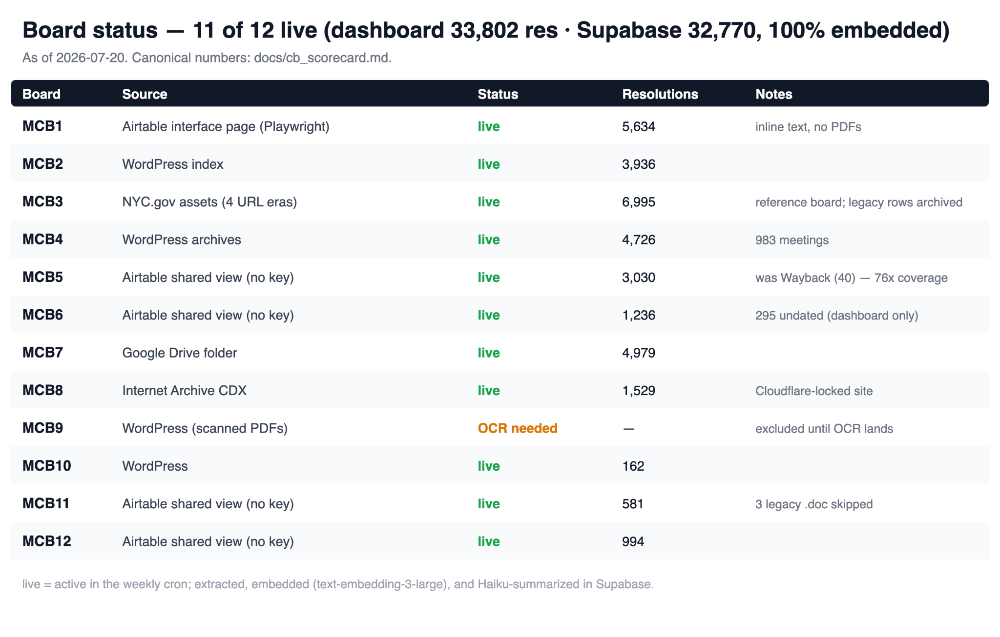 Board status — 11 of 12 live (dashboard 33,802 res · Supabase 32,770, 100% embedded)
As of 2026-07-20. Canonical numbers: docs/cb_scorecard.md.
Board Source Status Resolutions Notes
MCB1 Airtable interface page (Playwright) live 5,634 inline text, no PDFs
MCB2 WordPress index live 3,936
MCB3 NYC.gov assets (4 URL eras) live 6,995 reference board; legacy rows archived
MCB4 WordPress archives live 4,726 983 meetings
MCB5 Airtable shared view (no key) live 3,030 was Wayback (40) — 76x coverage
MCB6 Airtable shared view (no key) live 1,236 295 undated (dashboard only)
MCB7 Google Drive folder live 4,979
MCB8 Internet Archive CDX live 1,529 Cloudflare-locked site
MCB9 WordPress (scanned PDFs) OCR needed — excluded until OCR lands
MCB10 WordPress live 162
MCB11 Airtable shared view (no key) live 581 3 legacy .doc skipped
MCB12 Airtable shared view (no key) live 994
live = active in the weekly cron; extracted, embedded (text-embedding-3-large), and Haiku-summarized in Supabase.